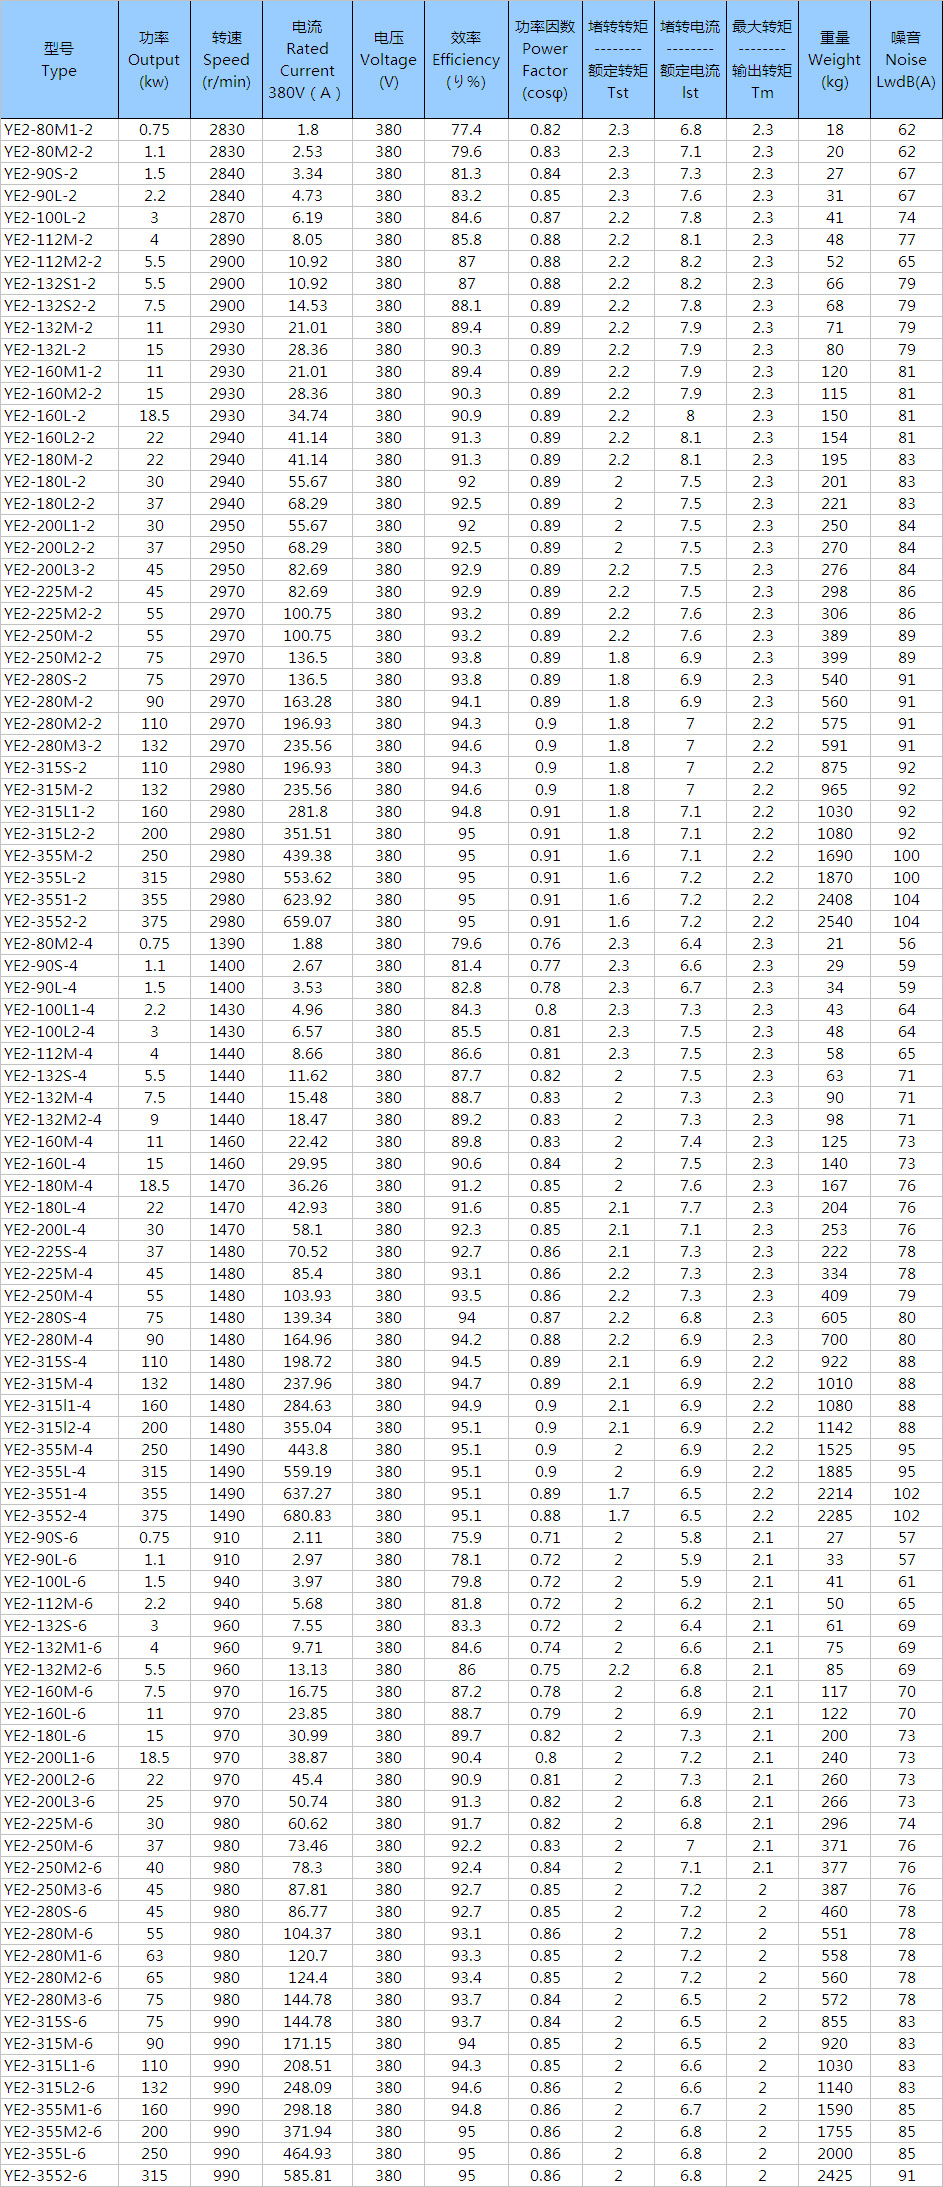 型号 Type 功率 Output (kw) 转速 Speed (r/min) 电流 Rated Current 380V（A） 电压 Voltage (V) 效率 Efficiency (り%) 功率因数 Power Factor (cosφ) 堵转转矩 -------- 额定转矩 Tst 堵转电流 -------- 额定电流 Ist 最大转矩 -------- 输出转矩 Tm 重量 Weight (kg) 噪音 Noise LwdB(A)
YE2-80M1-2 0.75 2830 1.8 380 77.4 0.82 2.3 6.8 2.3 18 62
YE2-80M2-2 1.1 2830 2.53 380 79.6 0.83 2.3 7.1 2.3 20 62
YE2-90S-2 1.5 2840 3.34 380 81.3 0.84 2.3 7.3 2.3 27 67
YE2-90L-2 2.2 2840 4.73 380 83.2 0.85 2.3 7.6 2.3 31 67
YE2-100L-2 3 2870 6.19 380 84.6 0.87 2.2 7.8 2.3 41 74
YE2-112M-2 4 2890 8.05 380 85.8 0.88 2.2 8.1 2.3 48 77
YE2-112M2-2 5.5 2900 10.92 380 87 0.88 2.2 8.2 2.3 52 65
YE2-132S1-2 5.5 2900 10.92 380 87 0.88 2.2 8.2 2.3 66 79
YE2-132S2-2 7.5 2900 14.53 380 88.1 0.89 2.2 7.8 2.3 68 79
YE2-132M-2 11 2930 21.01 380 89.4 0.89 2.2 7.9 2.3 71 79
YE2-132L-2 15 2930 28.36 380 90.3 0.89 2.2 7.9 2.3 80 79
YE2-160M1-2 11 2930 21.01 380 89.4 0.89 2.2 7.9 2.3 120 81
YE2-160M2-2 15 2930 28.36 380 90.3 0.89 2.2 7.9 2.3 115 81
YE2-160L-2 18.5 2930 34.74 380 90.9 0.89 2.2 8 2.3 150 81
YE2-160L2-2 22 2940 41.14 380 91.3 0.89 2.2 8.1 2.3 154 81
YE2-180M-2 22 2940 41.14 380 91.3 0.89 2.2 8.1 2.3 195 83
YE2-180L-2 30 2940 55.67 380 92 0.89 2 7.5 2.3 201 83
YE2-180L2-2 37 2940 68.29 380 92.5 0.89 2 7.5 2.3 221 83
YE2-200L1-2 30 2950 55.67 380 92 0.89 2 7.5 2.3 250 84
YE2-200L2-2 37 2950 68.29 380 92.5 0.89 2 7.5 2.3 270 84
YE2-200L3-2 45 2950 82.69 380 92.9 0.89 2.2 7.5 2.3 276 84
YE2-225M-2 45 2970 82.69 380 92.9 0.89 2.2 7.5 2.3 298 86
YE2-225M2-2 55 2970 100.75 380 93.2 0.89 2.2 7.6 2.3 306 86
YE2-250M-2 55 2970 100.75 380 93.2 0.89 2.2 7.6 2.3 389 89
YE2-250M2-2 75 2970 136.5 380 93.8 0.89 1.8 6.9 2.3 399 89
YE2-280S-2 75 2970 136.5 380 93.8 0.89 1.8 6.9 2.3 540 91
YE2-280M-2 90 2970 163.28 380 94.1 0.89 1.8 6.9 2.3 560 91
YE2-280M2-2 110 2970 196.93 380 94.3 0.9 1.8 7 2.2 575 91
YE2-280M3-2 132 2970 235.56 380 94.6 0.9 1.8 7 2.2 591 91
YE2-315S-2 110 2980 196.93 380 94.3 0.9 1.8 7 2.2 875 92
YE2-315M-2 132 2980 235.56 380 94.6 0.9 1.8 7 2.2 965 92
YE2-315L1-2 160 2980 281.8 380 94.8 0.91 1.8 7.1 2.2 1030 92
YE2-315L2-2 200 2980 351.51 380 95 0.91 1.8 7.1 2.2 1080 92
YE2-355M-2 250 2980 439.38 380 95 0.91 1.6 7.1 2.2 1690 100
YE2-355L-2 315 2980 553.62 380 95 0.91 1.6 7.2 2.2 1870 100
YE2-3551-2 355 2980 623.92 380 95 0.91 1.6 7.2 2.2 2408 104
YE2-3552-2 375 2980 659.07 380 95 0.91 1.6 7.2 2.2 2540 104
YE2-80M2-4 0.75 1390 1.88 380 79.6 0.76 2.3 6.4 2.3 21 56
YE2-90S-4 1.1 1400 2.67 380 81.4 0.77 2.3 6.6 2.3 29 59
YE2-90L-4 1.5 1400 3.53 380 82.8 0.78 2.3 6.7 2.3 34 59
YE2-100L1-4 2.2 1430 4.96 380 84.3 0.8 2.3 7.3 2.3 43 64
YE2-100L2-4 3 1430 6.57 380 85.5 0.81 2.3 7.5 2.3 48 64
YE2-112M-4 4 1440 8.66 380 86.6 0.81 2.3 7.5 2.3 58 65
YE2-132S-4 5.5 1440 11.62 380 87.7 0.82 2 7.5 2.3 63 71
YE2-132M-4 7.5 1440 15.48 380 88.7 0.83 2 7.3 2.3 90 71
YE2-132M2-4 9 1440 18.47 380 89.2 0.83 2 7.3 2.3 98 71
YE2-160M-4 11 1460 22.42 380 89.8 0.83 2 7.4 2.3 125 73
YE2-160L-4 15 1460 29.95 380 90.6 0.84 2 7.5 2.3 140 73
YE2-180M-4 18.5 1470 36.26 380 91.2 0.85 2 7.6 2.3 167 76
YE2-180L-4 22 1470 42.93 380 91.6 0.85 2.1 7.7 2.3 204 76
YE2-200L-4 30 1470 58.1 380 92.3 0.85 2.1 7.1 2.3 253 76
YE2-225S-4 37 1480 70.52 380 92.7 0.86 2.1 7.3 2.3 222 78
YE2-225M-4 45 1480 85.4 380 93.1 0.86 2.2 7.3 2.3 334 78
YE2-250M-4 55 1480 103.93 380 93.5 0.86 2.2 7.3 2.3 409 79
YE2-280S-4 75 1480 139.34 380 94 0.87 2.2 6.8 2.3 605 80
YE2-280M-4 90 1480 164.96 380 94.2 0.88 2.2 6.9 2.3 700 80
YE2-315S-4 110 1480 198.72 380 94.5 0.89 2.1 6.9 2.2 922 88
YE2-315M-4 132 1480 237.96 380 94.7 0.89 2.1 6.9 2.2 1010 88
YE2-315l1-4 160 1480 284.63 380 94.9 0.9 2.1 6.9 2.2 1080 88
YE2-315l2-4 200 1480 355.04 380 95.1 0.9 2.1 6.9 2.2 1142 88
YE2-355M-4 250 1490 443.8 380 95.1 0.9 2 6.9 2.2 1525 95
YE2-355L-4 315 1490 559.19 380 95.1 0.9 2 6.9 2.2 1885 95
YE2-3551-4 355 1490 637.27 380 95.1 0.89 1.7 6.5 2.2 2214 102
YE2-3552-4 375 1490 680.83 380 95.1 0.88 1.7 6.5 2.2 2285 102
YE2-90S-6 0.75 910 2.11 380 75.9 0.71 2 5.8 2.1 27 57
YE2-90L-6 1.1 910 2.97 380 78.1 0.72 2 5.9 2.1 33 57
YE2-100L-6 1.5 940 3.97 380 79.8 0.72 2 5.9 2.1 41 61
YE2-112M-6 2.2 940 5.68 380 81.8 0.72 2 6.2 2.1 50 65
YE2-132S-6 3 960 7.55 380 83.3 0.72 2 6.4 2.1 61 69
YE2-132M1-6 4 960 9.71 380 84.6 0.74 2 6.6 2.1 75 69
YE2-132M2-6 5.5 960 13.13 380 86 0.75 2.2 6.8 2.1 85 69
YE2-160M-6 7.5 970 16.75 380 87.2 0.78 2 6.8 2.1 117 70
YE2-160L-6 11 970 23.85 380 88.7 0.79 2 6.9 2.1 122 70
YE2-180L-6 15 970 30.99 380 89.7 0.82 2 7.3 2.1 200 73
YE2-200L1-6 18.5 970 38.87 380 90.4 0.8 2 7.2 2.1 240 73
YE2-200L2-6 22 970 45.4 380 90.9 0.81 2 7.3 2.1 260 73
YE2-200L3-6 25 970 50.74 380 91.3 0.82 2 6.8 2.1 266 73
YE2-225M-6 30 980 60.62 380 91.7 0.82 2 6.8 2.1 296 74
YE2-250M-6 37 980 73.46 380 92.2 0.83 2 7 2.1 371 76
YE2-250M2-6 40 980 78.3 380 92.4 0.84 2 7.1 2.1 377 76
YE2-250M3-6 45 980 87.81 380 92.7 0.85 2 7.2 2 387 76
YE2-280S-6 45 980 86.77 380 92.7 0.85 2 7.2 2 460 78
YE2-280M-6 55 980 104.37 380 93.1 0.86 2 7.2 2 551 78
YE2-280M1-6 63 980 120.7 380 93.3 0.85 2 7.2 2 558 78
YE2-280M2-6 65 980 124.4 380 93.4 0.85 2 7.2 2 560 78
YE2-280M3-6 75 980 144.78 380 93.7 0.84 2 6.5 2 572 78
YE2-315S-6 75 990 144.78 380 93.7 0.84 2 6.5 2 855 83
YE2-315M-6 90 990 171.15 380 94 0.85 2 6.5 2 920 83
YE2-315L1-6 110 990 208.51 380 94.3 0.85 2 6.6 2 1030 83
YE2-315L2-6 132 990 248.09 380 94.6 0.86 2 6.6 2 1140 83
YE2-355M1-6 160 990 298.18 380 94.8 0.86 2 6.7 2 1590 85
YE2-355M2-6 200 990 371.94 380 95 0.86 2 6.8 2 1755 85
YE2-355L-6 250 990 464.93 380 95 0.86 2 6.8 2 2000 85
YE2-3552-6 315 990 585.81 380 95 0.86 2 6.8 2 2425 91